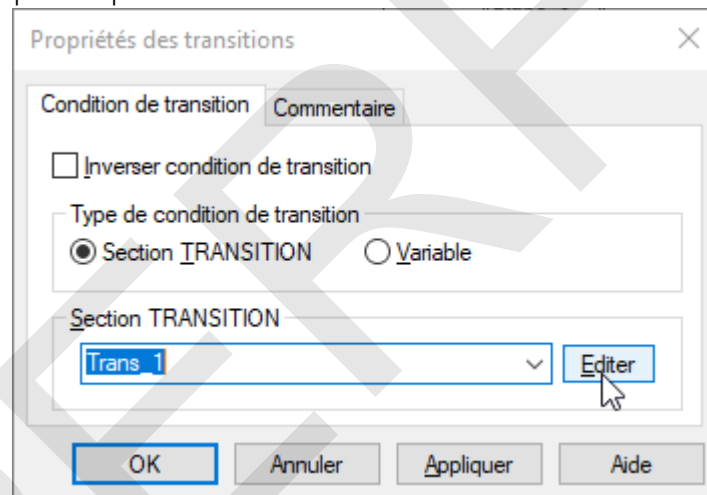 Propriétés des transitions
Condition de transition
Commentaire
Inverser condition de transition
Type de condition de transition
Section TRANSITION
Variable
Section TRANSITION
Trans_1
Editer
OK
Annuler
Appliquer
Aide